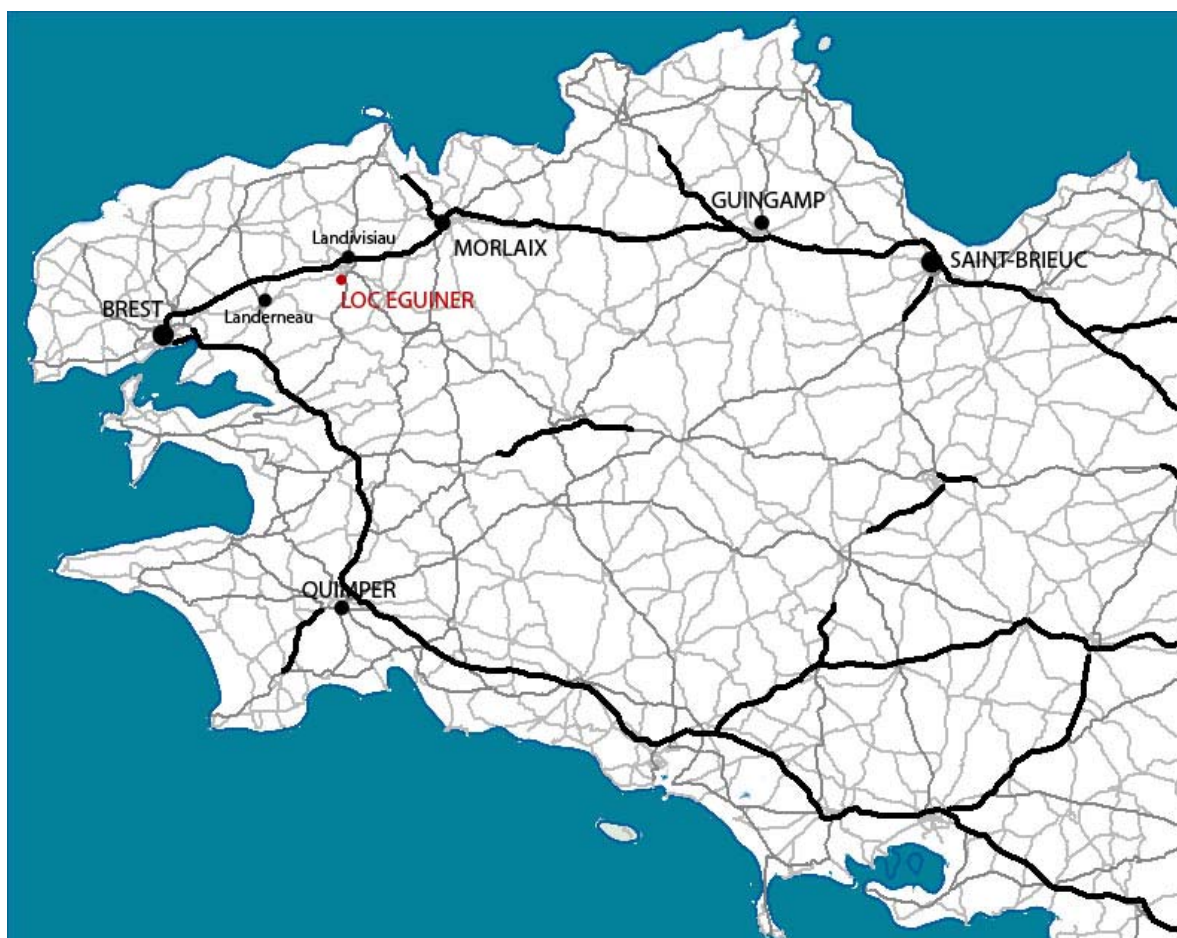 GUINGAMP
Landivisiau
MORLAIX
SAINT-BRIEUC
LOC EGUINER
BREST
Landerneau
QUIMPER